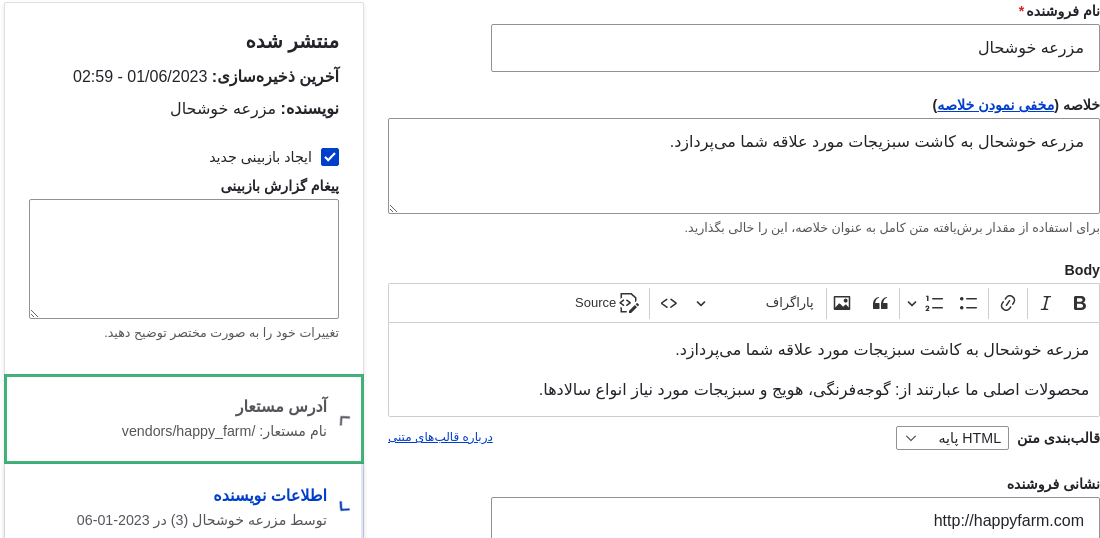 نام فروشنده*
مزرعه خوشحال
خلاصه (مخفی نمودن خلاصه)
مزرعه خوشحال به کاشت سبزیجات مورد علاقه شما می‌پردازد.
برای استفاده از مقدار برش‌یافته متن کامل به عنوان خلاصه، این را خالی بگذارید.
Body
B I پاراگراف Source
مزرعه خوشحال به کاشت سبزیجات مورد علاقه شما می‌پردازد.
محصولات اصلی ما عبارتند از: گوجه‌فرنگی، هویج و سبزیجات مورد نیاز انواع سالادها.
قالب‌بندی متن HTML پایه درباره قالب‌های متنی
نشانی فروشنده
http://happyfarm.com
منتشر شده
آخرین ذخیره‌سازی: 01/06/2023 - 02:59
نویسنده: مزرعه خوشحال
ایجاد بازبینی جدید
پیغام گزارش بازبینی
تغییرات خود را به صورت مختصر توضیح دهید.
آدرس مستعار
نام مستعار: /vendors/happy_farm
اطلاعات نویسنده
توسط مزرعه خوشحال (3) در 2023-01-06